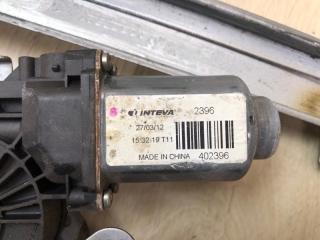 INTEVA 2396
27/03/12
15:32:19 T11
MADE IN CHINA 402396